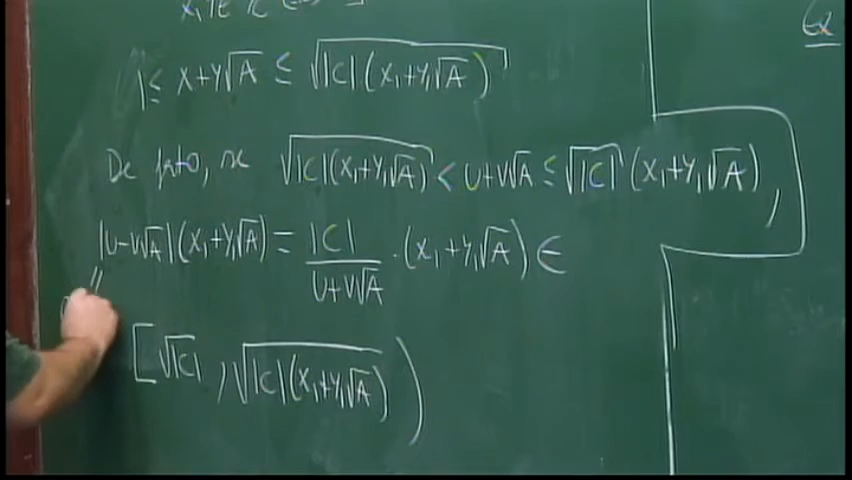 1 ≤ x+y√A ≤ √(|C|(x₁+y₁√A))
De fato, se √(|C|(x₁+y₁√A)) < u+v√A ≤ √|C| (x₁+y₁√A),
|u-v√A|(x₁+y₁√A) = |C|/(u+v√A) · (x₁+y₁√A) ∈
[√|C|, √(|C|(x₁+y₁√A)))